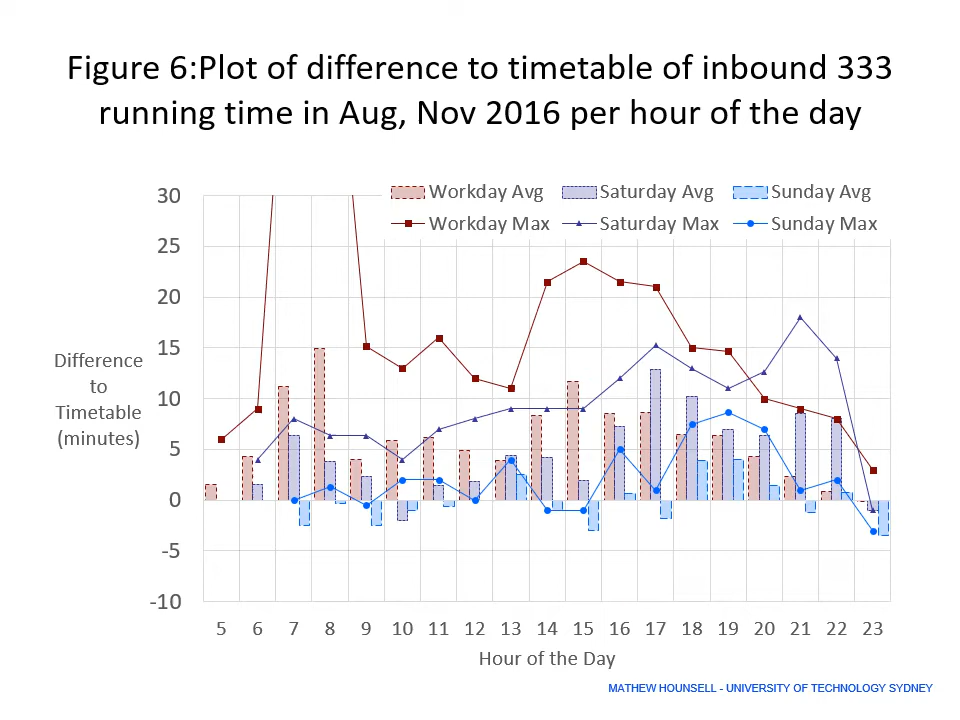 Figure 6:Plot of difference to timetable of inbound 333
running time in Aug, Nov 2016 per hour of the day
Workday Avg Saturday Avg Sunday Avg
Workday Max Saturday Max Sunday Max
30
25
20
15
10
5
0
-5
-10
Difference
to
Timetable
(minutes)
5 6 7 8 9 10 11 12 13 14 15 16 17 18 19 20 21 22 23
Hour of the Day
MATHEW HOUNSELL - UNIVERSITY OF TECHNOLOGY SYDNEY